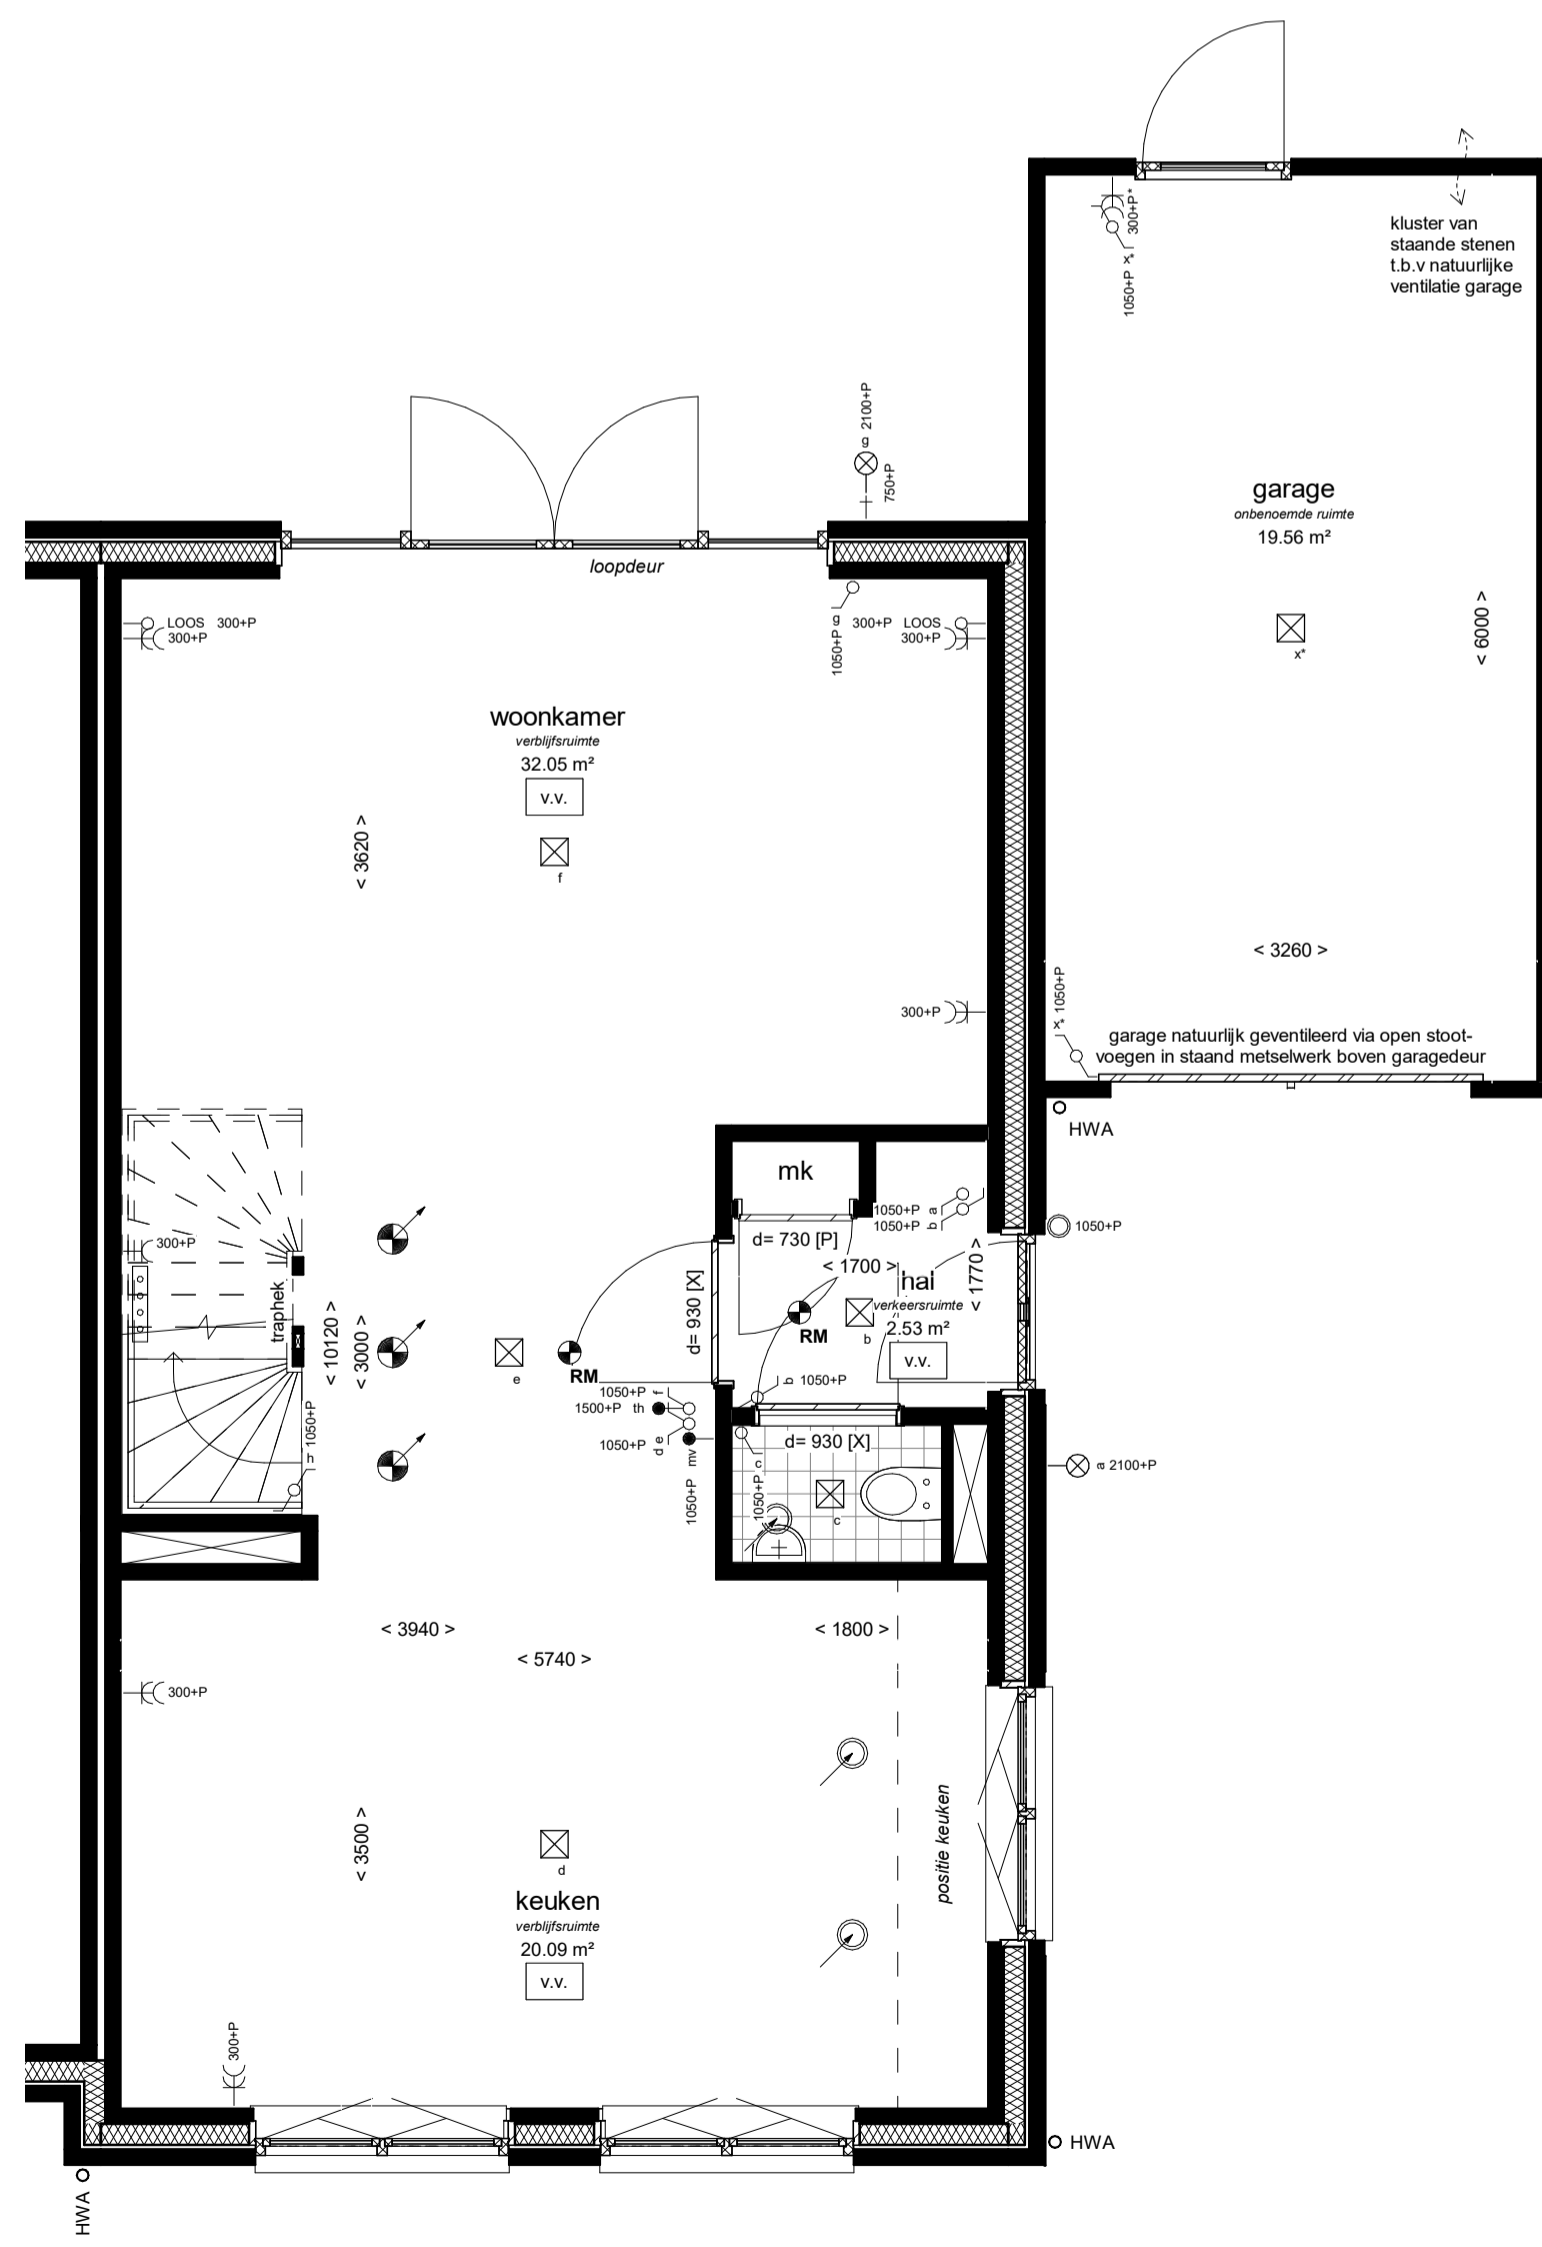 kluster van
staande stenen
t.b.v natuurlijke
ventilatie garage
300+P*
1050+P x*
garage
onbenoemde ruimte
19.56 m²
x*
< 6000 >
< 3260 >
x* 1050+P
garage natuurlijk geventileerd via open stoot-
voegen in staand metselwerk boven garagedeur
HWA
g 2100+P
750+P
loopdeur
LOOS 300+P
300+P
1050+P g
300+P LOOS
300+P
woonkamer
verblijfsruimte
32.05 m²
v.v.
f
< 3620 >
300+P
mk
1050+P a
1050+P b
1050+P
d= 730 [P]
< 1700 >
< 1770 >
hal
verkeersruimte
2.53 m²
v.v.
b
RM
d= 930 [X]
300+P
traphek
< 10120 >
< 3000 >
e
RM
1050+P f
1500+P th
1050+P d e
1050+P mv
b 1050+P
d= 930 [X]
c
1050+P
c
h 1050+P
a 2100+P
< 3940 >
< 1800 >
< 5740 >
300+P
< 3500 >
positie keuken
d
keuken
verblijfsruimte
20.09 m²
v.v.
300+P
HWA
HWA